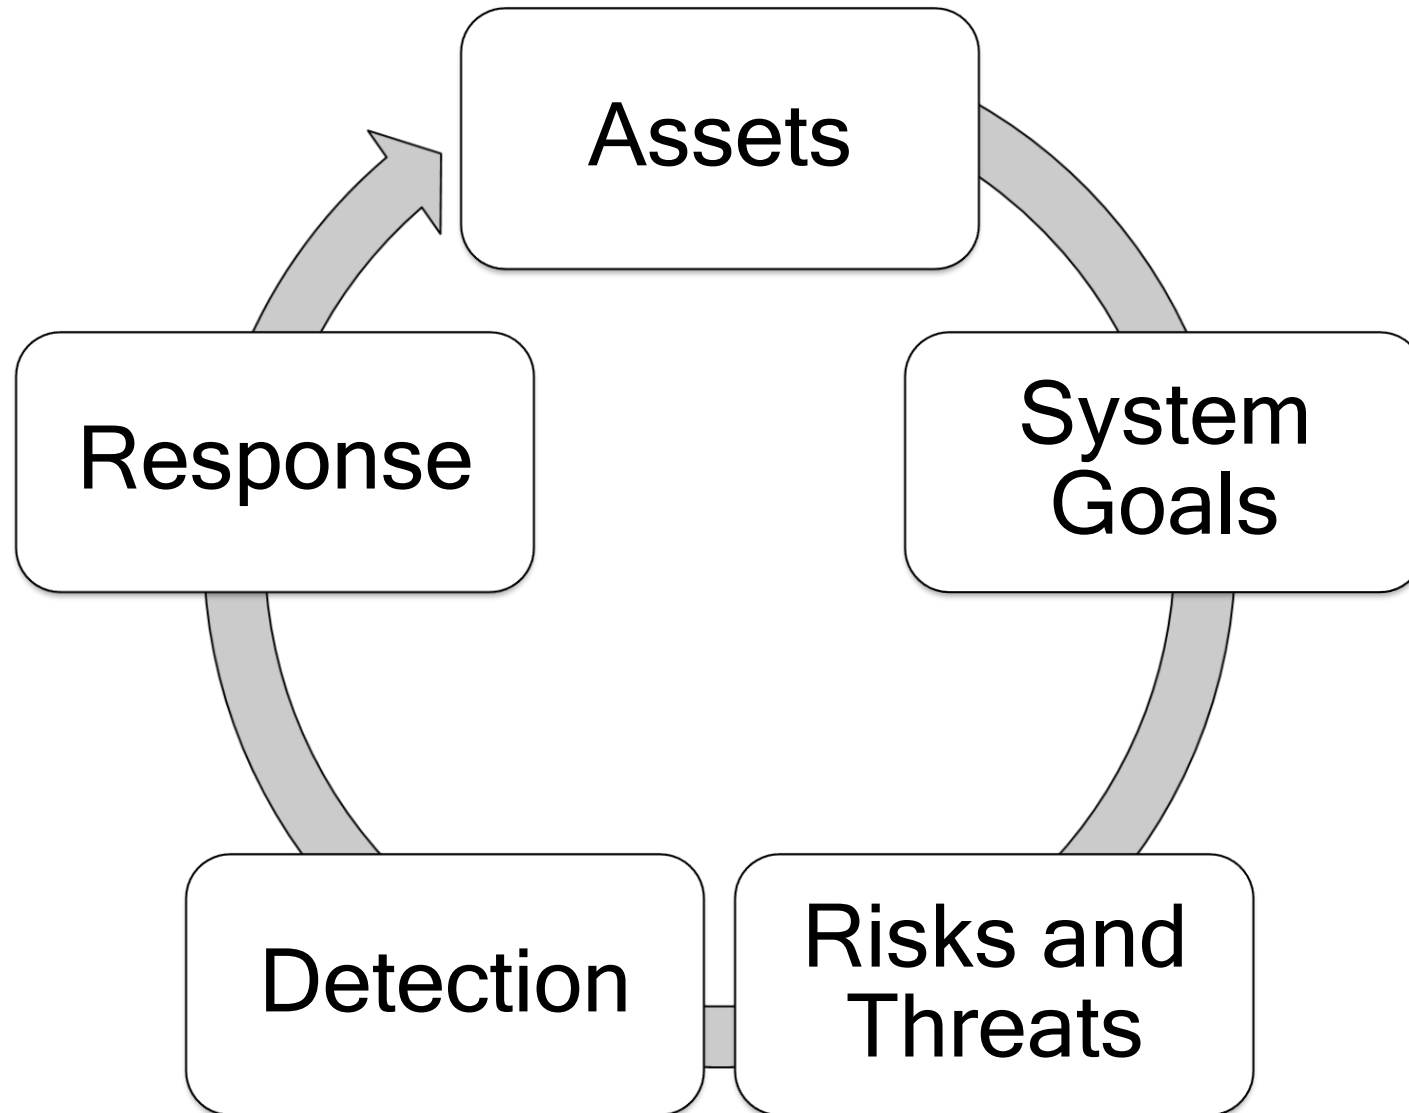 Assets
System
Goals
Risks and
Threats
Detection
Response